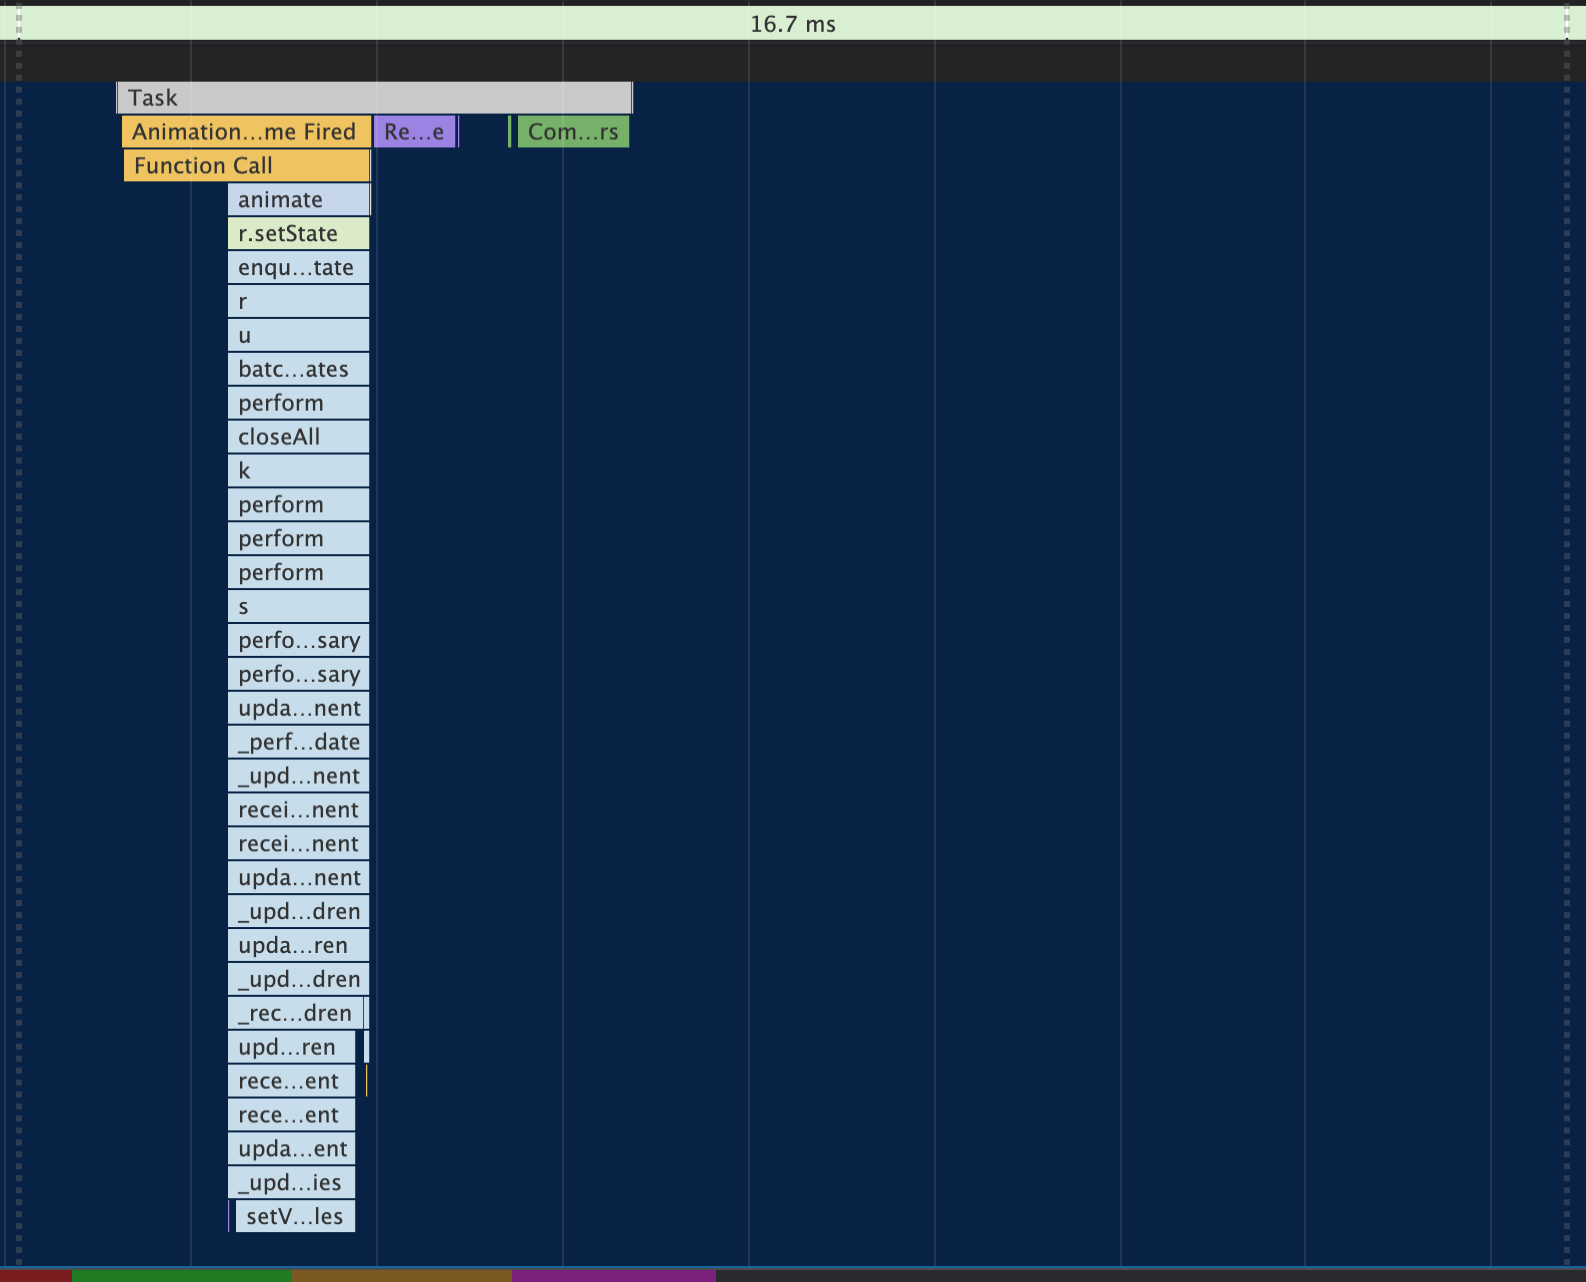 16.7 ms
Task
Animation...me Fired Re...e Com...rs
Function Call
animate
r.setState
enqu...tate
r
u
batc...ates
perform
closeAll
k
perform
perform
perform
s
perfo...sary
perfo...sary
upda...nent
_perf...date
_upd...nent
recei...nent
recei...nent
upda...nent
_upd...dren
upda...ren
_upd...dren
_rec...dren
upd...ren
rece...ent
rece...ent
upda...ent
_upd...ies
setV...les